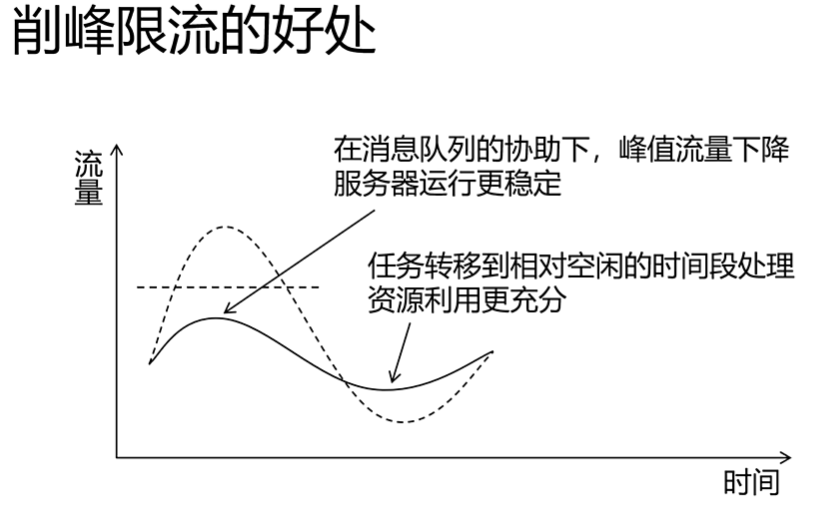 削峰限流的好处
流量
在消息队列的协助下，峰值流量下降
服务器运行更稳定
任务转移到相对空闲的时间段处理
资源利用更充分
时间